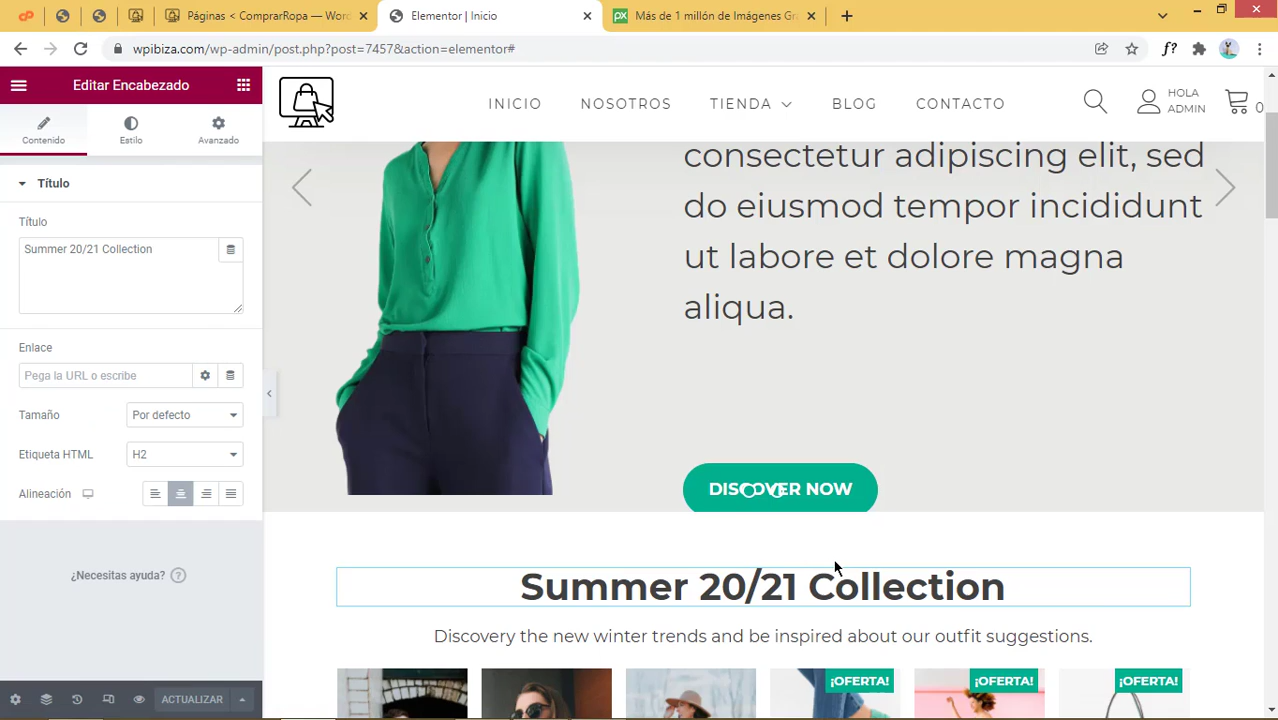 Páginas < ComprarRopa — Word
Elementor | Inicio
Más de 1 millón de Imágenes Gra
wpibiza.com/wp-admin/post.php?post=7457&action=elementor#
f?
Editar Encabezado
Contenido
Estilo
Avanzado
Título
Título
Summer 20/21 Collection
Enlace
Pega la URL o escribe
Tamaño
Por defecto
Etiqueta HTML
H2
Alineación
¿Necesitas ayuda?
ACTUALIZAR
INICIO NOSOTROS TIENDA BLOG CONTACTO
HOLA
ADMIN
0
consectetur adipiscing elit, sed
do eiusmod tempor incididunt
ut labore et dolore magna
aliqua.
DISCOVER NOW
Summer 20/21 Collection
Discovery the new winter trends and be inspired about our outfit suggestions.
¡OFERTA! ¡OFERTA! ¡OFERTA!